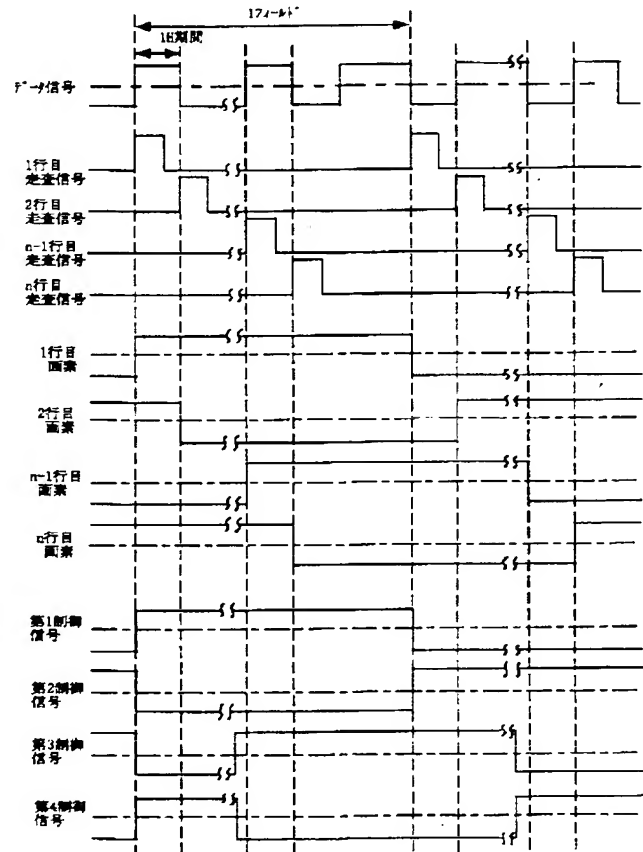 1フィールド
1H期間
データ信号
1行目
走査信号
2行目
走査信号
n-1行目
走査信号
n行目
走査信号
1行目
画素
2行目
画素
n-1行目
画素
n行目
画素
第1制御
信号
第2制御
信号
第3制御
信号
第4制御
信号